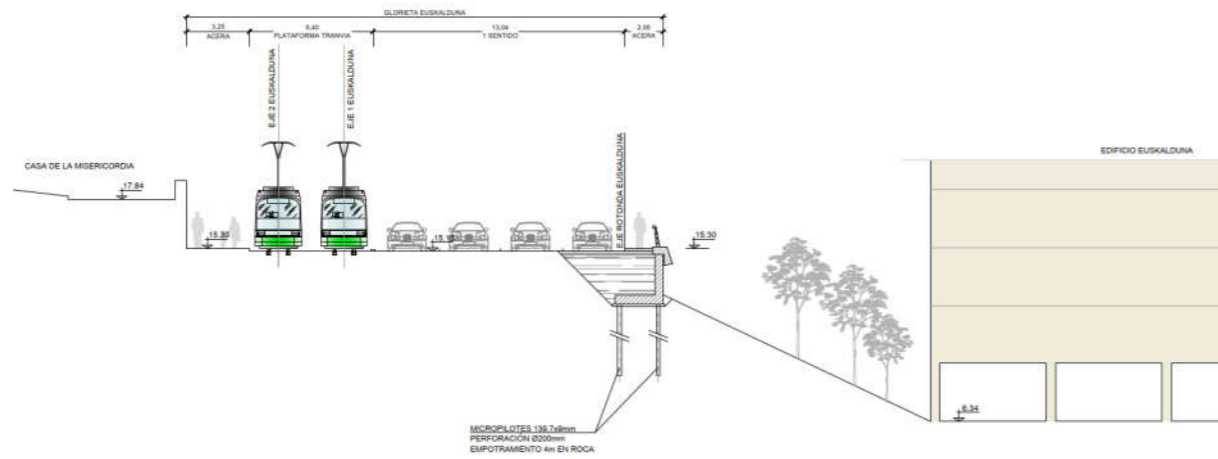 GLORIETA EUSKALDUNA
3,25
ACERA
6,40
PLATAFORMA TRANVIA
13,04
1 SENTIDO
2,00
ACERA
EJE 2 EUSKALDUNA
EJE 1 EUSKALDUNA
EJE ROTONDA EUSKALDUNA
CASA DE LA MISERICORDIA
EDIFICIO EUSKALDUNA
17.84
15.30
15.30
6.34
MICROPILOTES 139,7x9mm
PERFORACIÓN Ø200mm
EMPOTRAMIENTO 4m EN ROCA